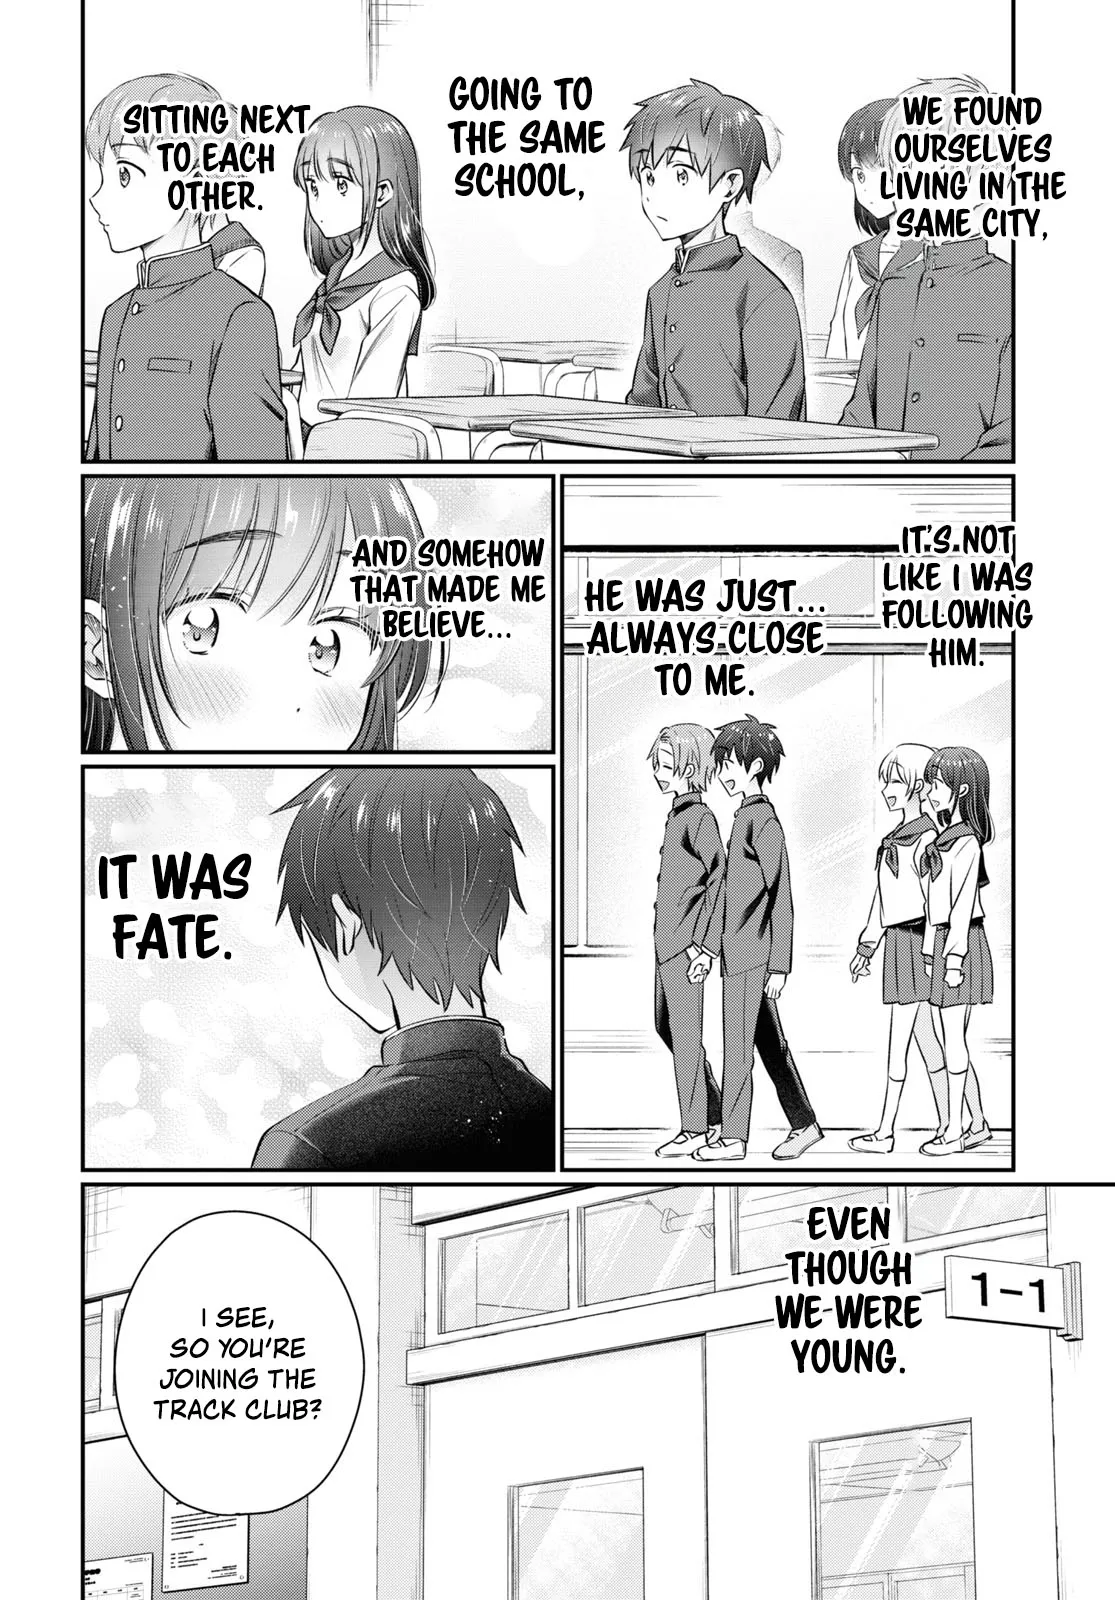 WE FOUND
OURSELVES
LIVING IN THE
SAME CITY,
GOING TO
THE SAME
SCHOOL,
SITTING NEXT
TO EACH
OTHER.
IT'S NOT
LIKE I WAS
FOLLOWING
HIM.
HE WAS JUST...
ALWAYS CLOSE
TO ME.
AND SOMEHOW
THAT MADE ME
BELIEVE...
IT WAS
FATE.
EVEN
THOUGH
WE WERE
YOUNG.
1-1
I SEE,
SO YOU'RE
JOINING THE
TRACK CLUB?